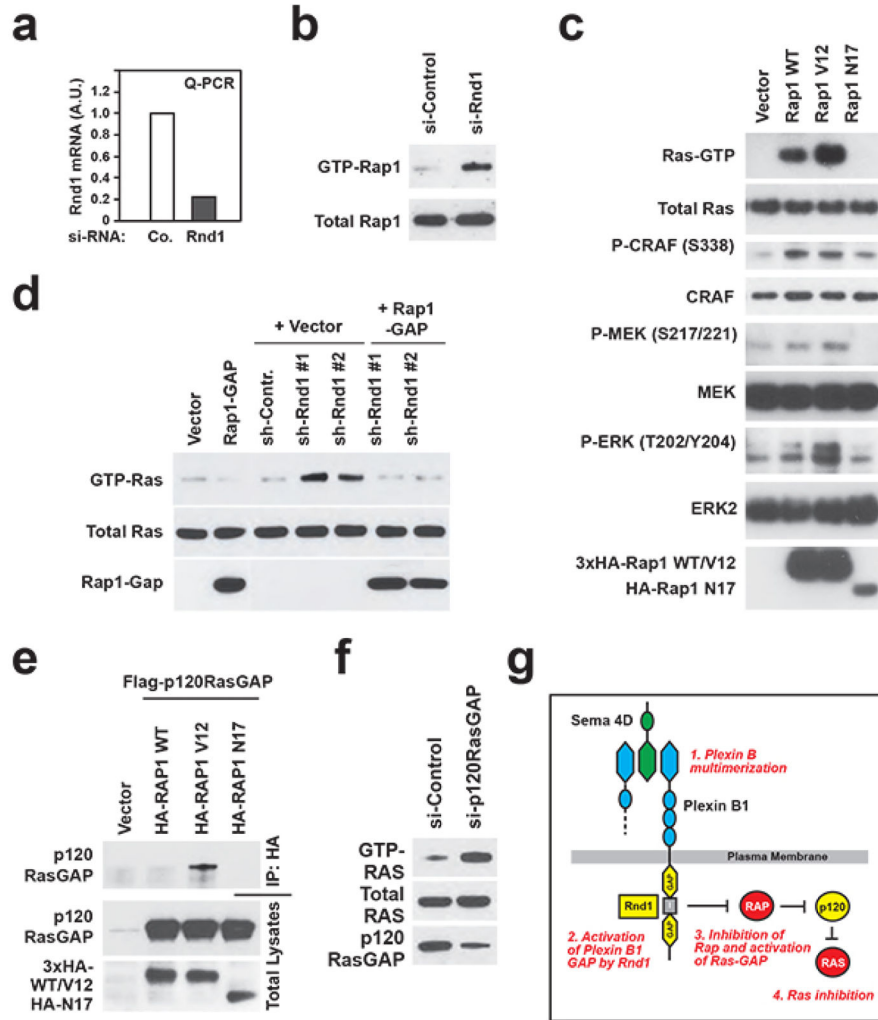 a
Q-PCR
Rnd1 mRNA (A.U.)
1.2
1.0
0.8
0.6
0.4
0.2
0
si-RNA: Co. Rnd1
b
si-Control
si-Rnd1
GTP-Rap1
Total Rap1
c
Vector
Rap1 WT
Rap1 V12
Rap1 N17
Ras-GTP
Total Ras
P-CRAF (S338)
CRAF
P-MEK (S217/221)
MEK
P-ERK (T202/Y204)
ERK2
3xHA-Rap1 WT/V12
HA-Rap1 N17
d
+ Vector
+ Rap1
-GAP
Vector
Rap1-GAP
sh-Contr.
sh-Rnd1 #1
sh-Rnd1 #2
sh-Rnd1 #1
sh-Rnd1 #2
GTP-Ras
Total Ras
Rap1-Gap
e
Flag-p120RasGAP
Vector
HA-RAP1 WT
HA-RAP1 V12
HA-RAP1 N17
p120
RasGAP
IP: HA
p120
RasGAP
3xHA-
WT/V12
HA-N17
Total Lysates
f
si-Control
si-p120RasGAP
GTP-
RAS
Total
RAS
p120
RasGAP
g
Sema 4D
1. Plexin B
multimerization
Plexin B1
Plasma Membrane
GAP
Rnd1
RAP
p120
GAP
2. Activation
of Plexin B1
GAP by Rnd1
3. Inhibition of
Rap and activation
of Ras-GAP
RAS
4. Ras inhibition